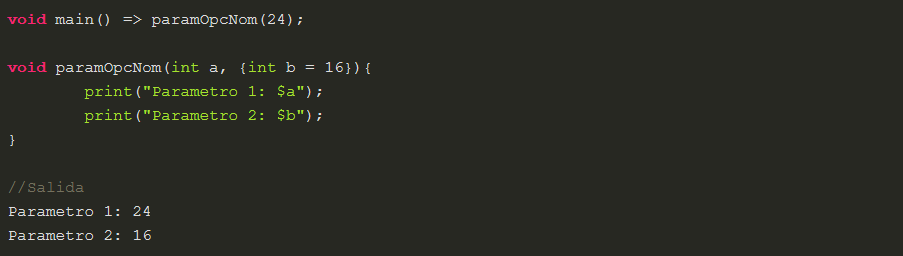 void main() => paramOpcNom(24);
void paramOpcNom(int a, {int b = 16}){
print("Parametro 1: $a");
print("Parametro 2: $b");
}
//Salida
Parametro 1: 24
Parametro 2: 16